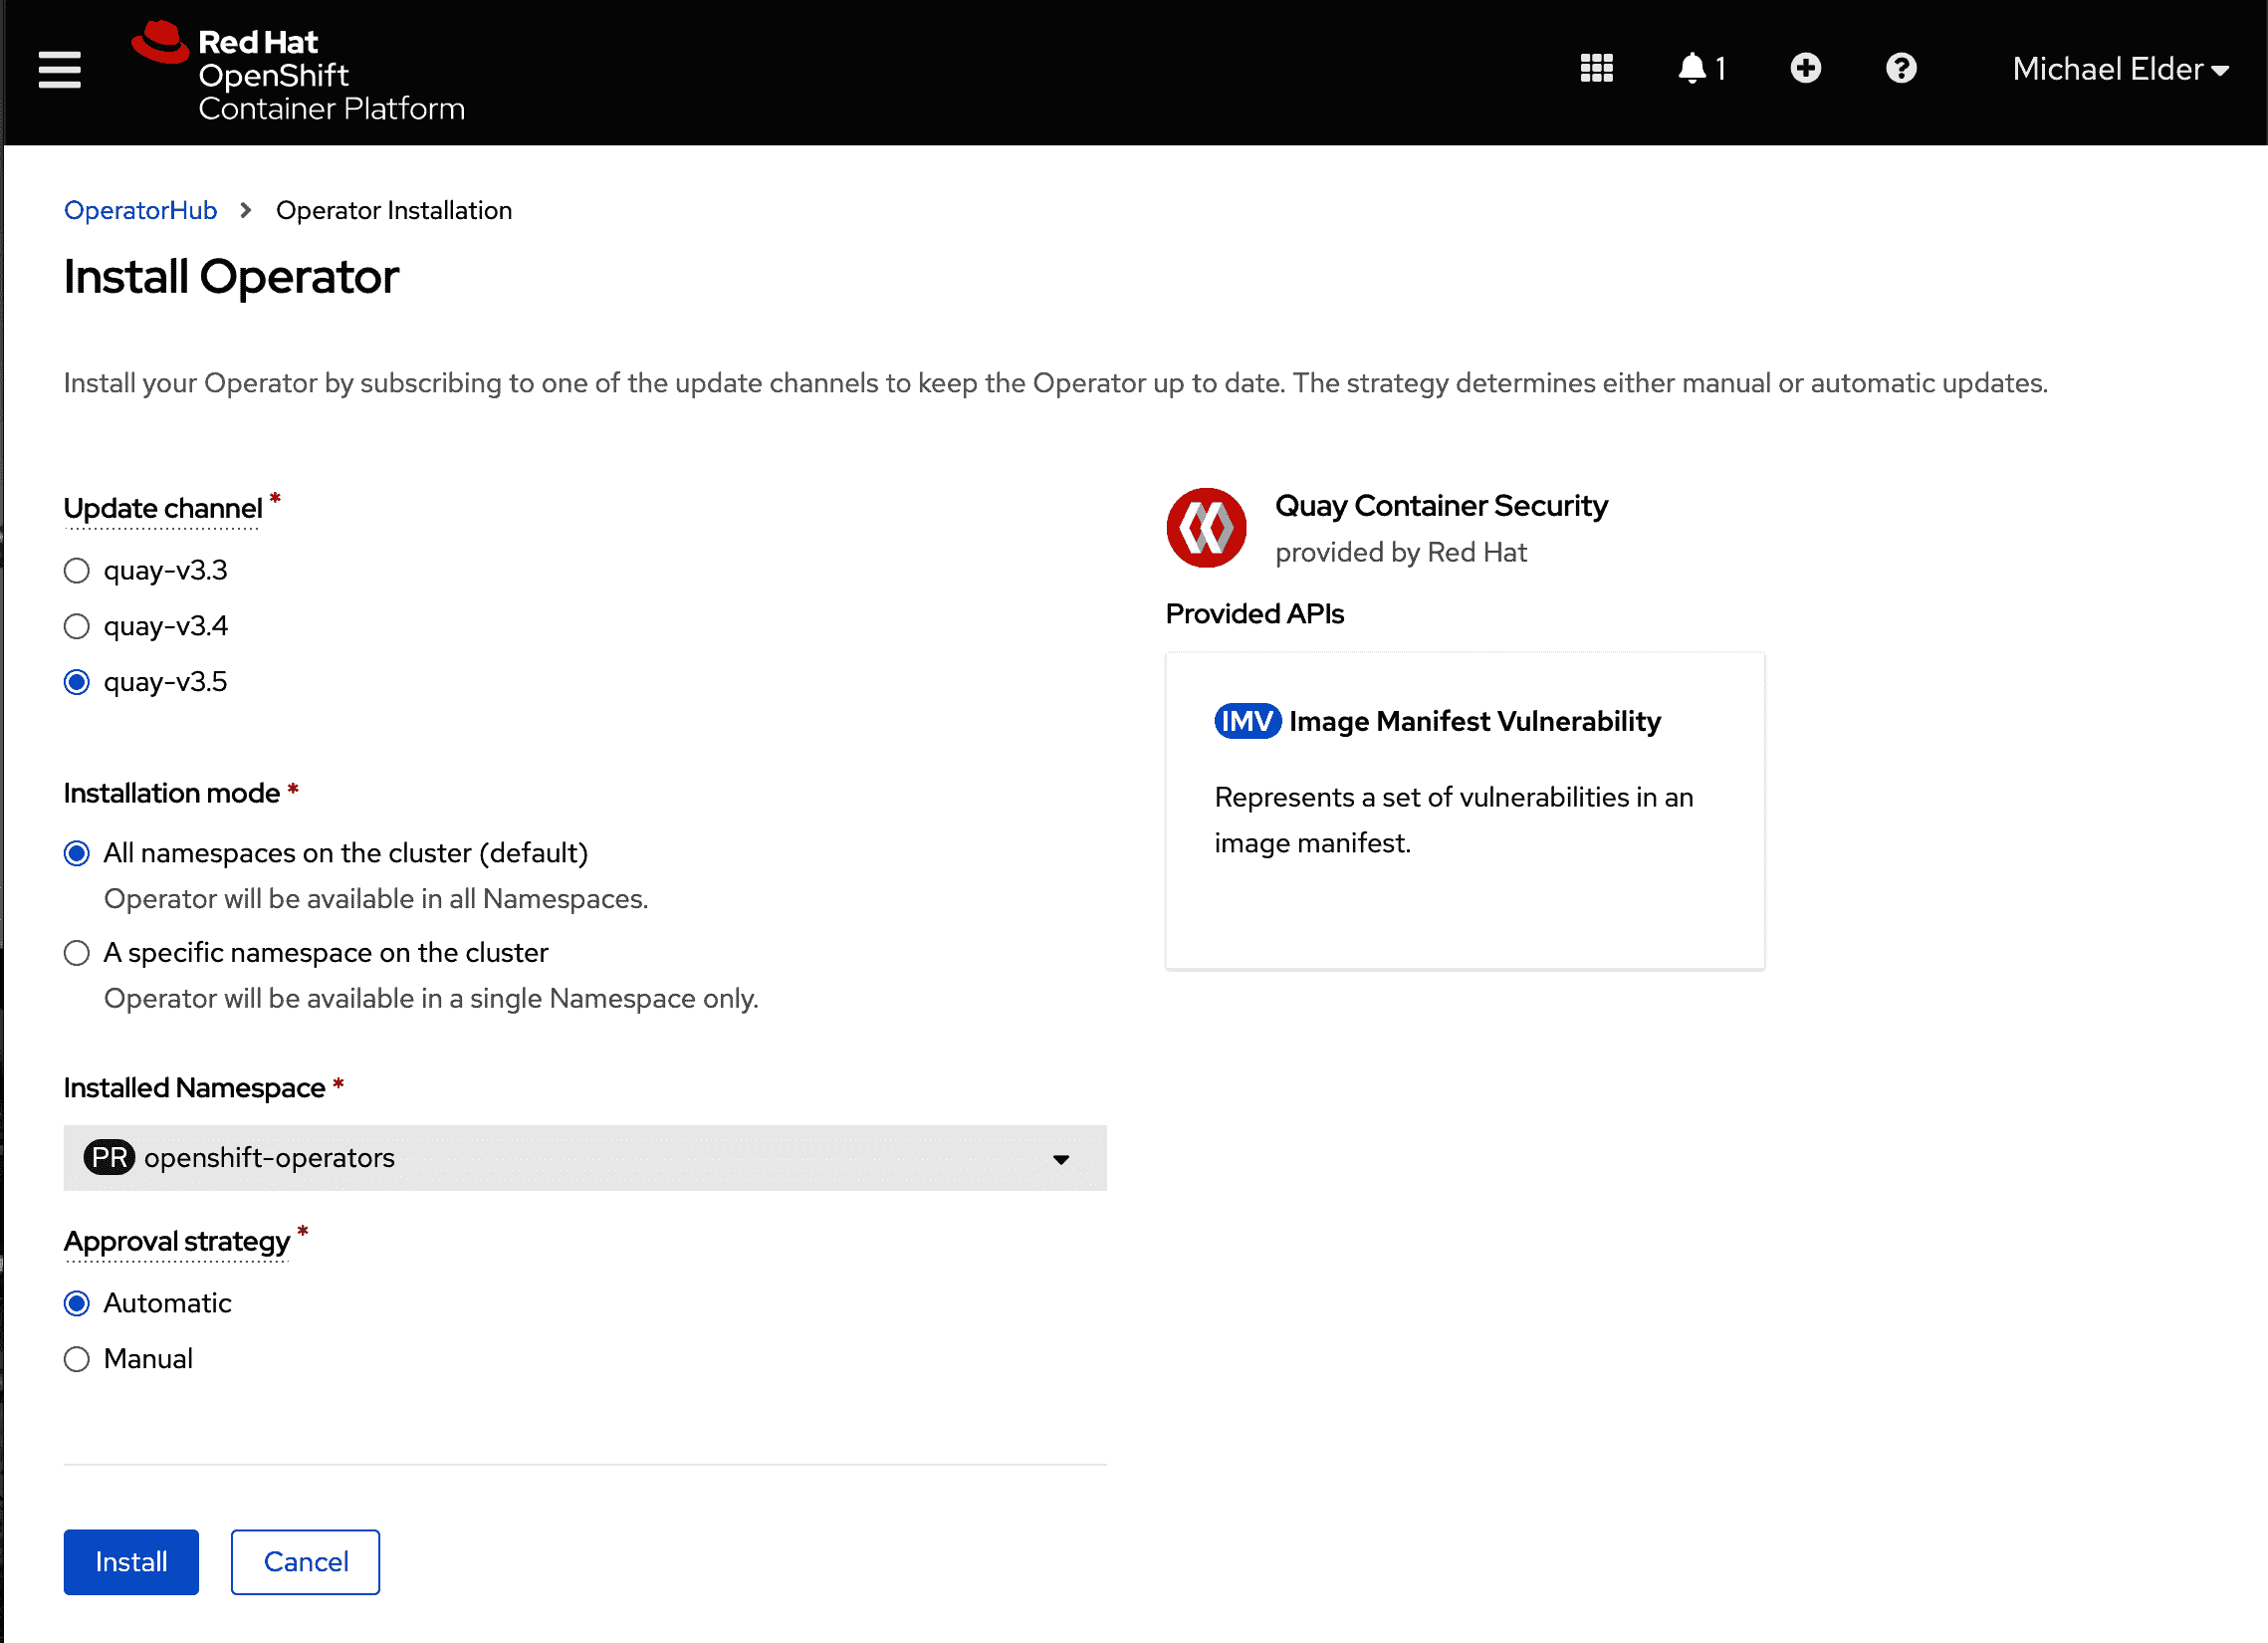 Red Hat
OpenShift
Container Platform
1
Michael Elder
OperatorHub > Operator Installation
Install Operator
Install your Operator by subscribing to one of the update channels to keep the Operator up to date. The strategy determines either manual or automatic updates.
Update channel *
quay-v3.3
quay-v3.4
quay-v3.5
Installation mode *
All namespaces on the cluster (default)
Operator will be available in all Namespaces.
A specific namespace on the cluster
Operator will be available in a single Namespace only.
Installed Namespace *
PR openshift-operators
Approval strategy *
Automatic
Manual
Install
Cancel
Quay Container Security
provided by Red Hat
Provided APIs
IMV Image Manifest Vulnerability
Represents a set of vulnerabilities in an
image manifest.